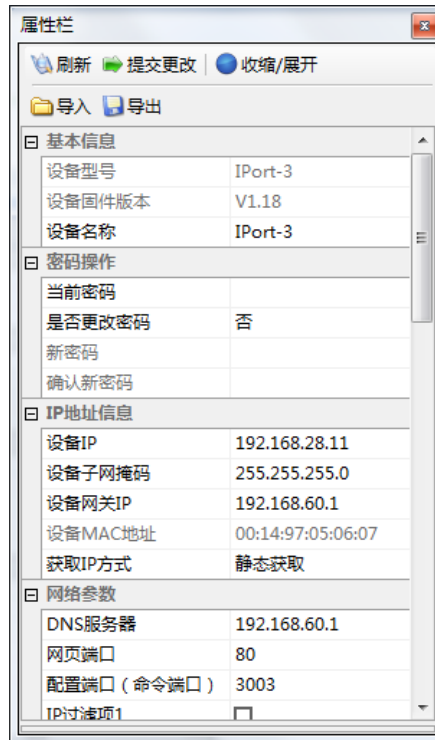 属性栏
刷新 提交更改 收缩/展开
导入 导出
基本信息
设备型号 IPort-3
设备固件版本 V1.18
设备名称 IPort-3
密码操作
当前密码
是否更改密码 否
新密码
确认新密码
IP地址信息
设备IP 192.168.28.11
设备子网掩码 255.255.255.0
设备网关IP 192.168.60.1
设备MAC地址 00:14:97:05:06:07
获取IP方式 静态获取
网络参数
DNS服务器 192.168.60.1
网页端口 80
配置端口（命令端口） 3003
IP过滤项1